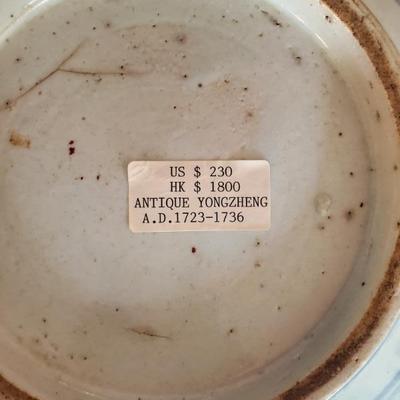 US $ 230
HK $ 1800
ANTIQUE YONGZHENG
A.D.1723-1736